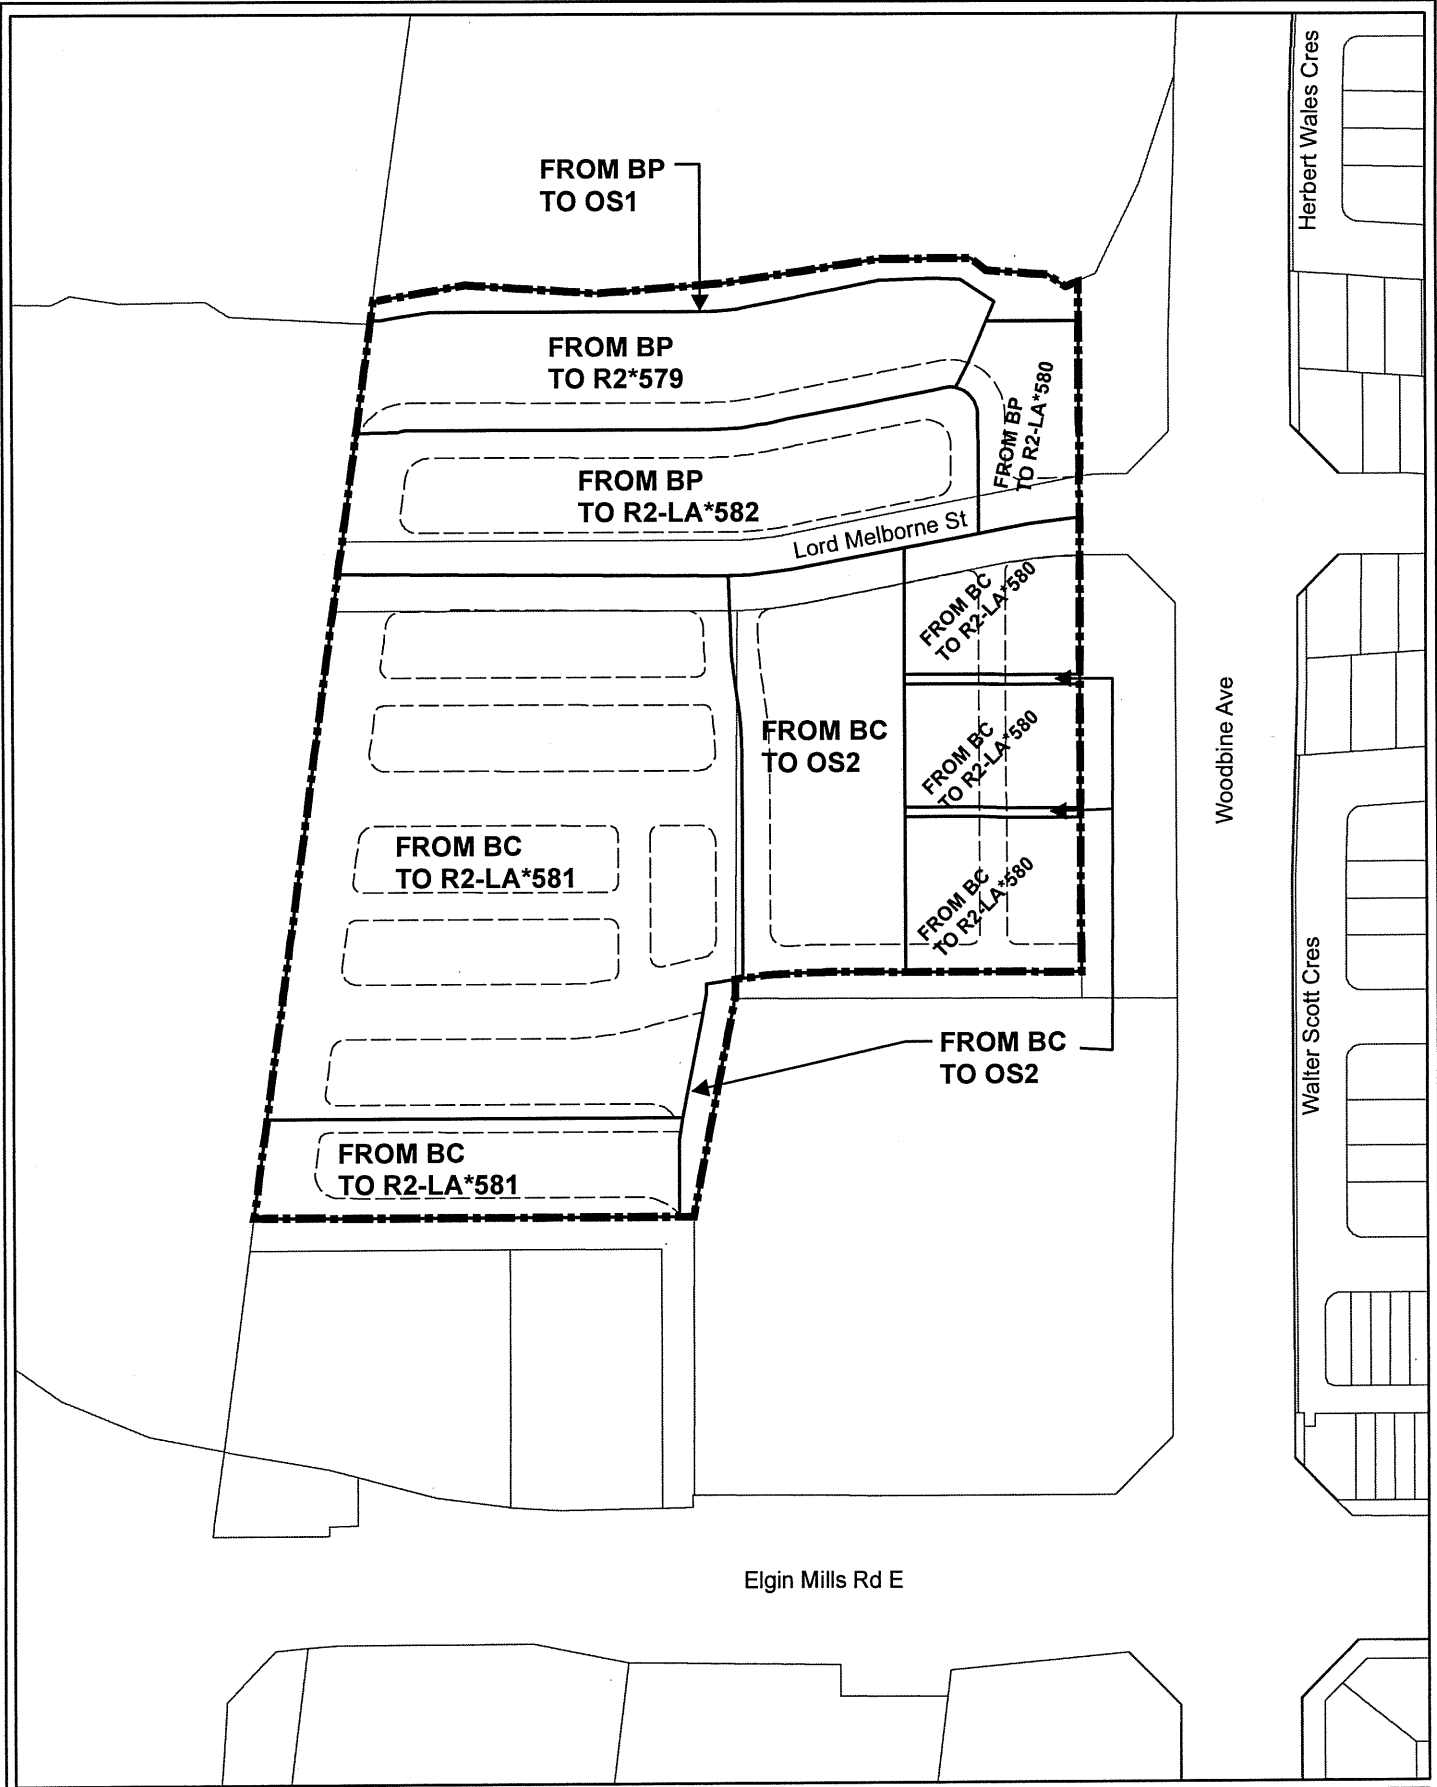 Herbert Wales Cres
FROM BP
TO OS1
FROM BP
TO R2*579
FROM BP
TO R2-LA*580
FROM BP
TO R2-LA*582
Lord Melborne St
FROM BC
TO R2-LA*580
FROM BC
TO OS2
FROM BC
TO R2-LA*580
Woodbine Ave
FROM BC
TO R2-LA*581
FROM BC
TO R2-LA*580
Walter Scott Cres
FROM BC
TO OS2
FROM BC
TO R2-LA*581
Elgin Mills Rd E